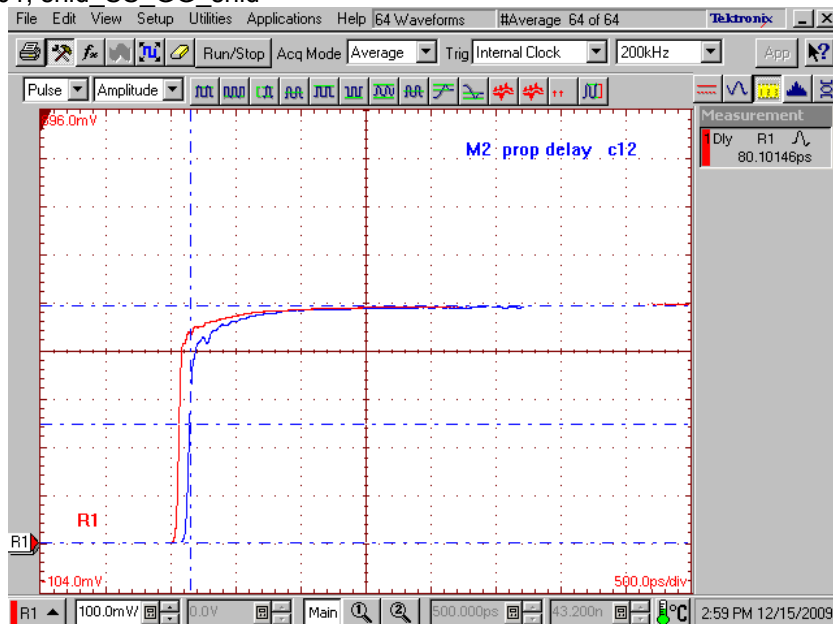 File Edit View Setup Utilities Applications Help 64 Waveforms #Average 64 of 64 Tektronix
Run/Stop Acq Mode Average Trig Internal Clock 200kHz App
Pulse Amplitude
Measurement
1 Dly R1
80.10146ps
896.0mV
M2 prop delay c12
R1
R1
-104.0mV
500.0ps/div
R1 100.0mV/ 0.0V Main 500.000ps 43.200n °C 2:59 PM 12/15/2009